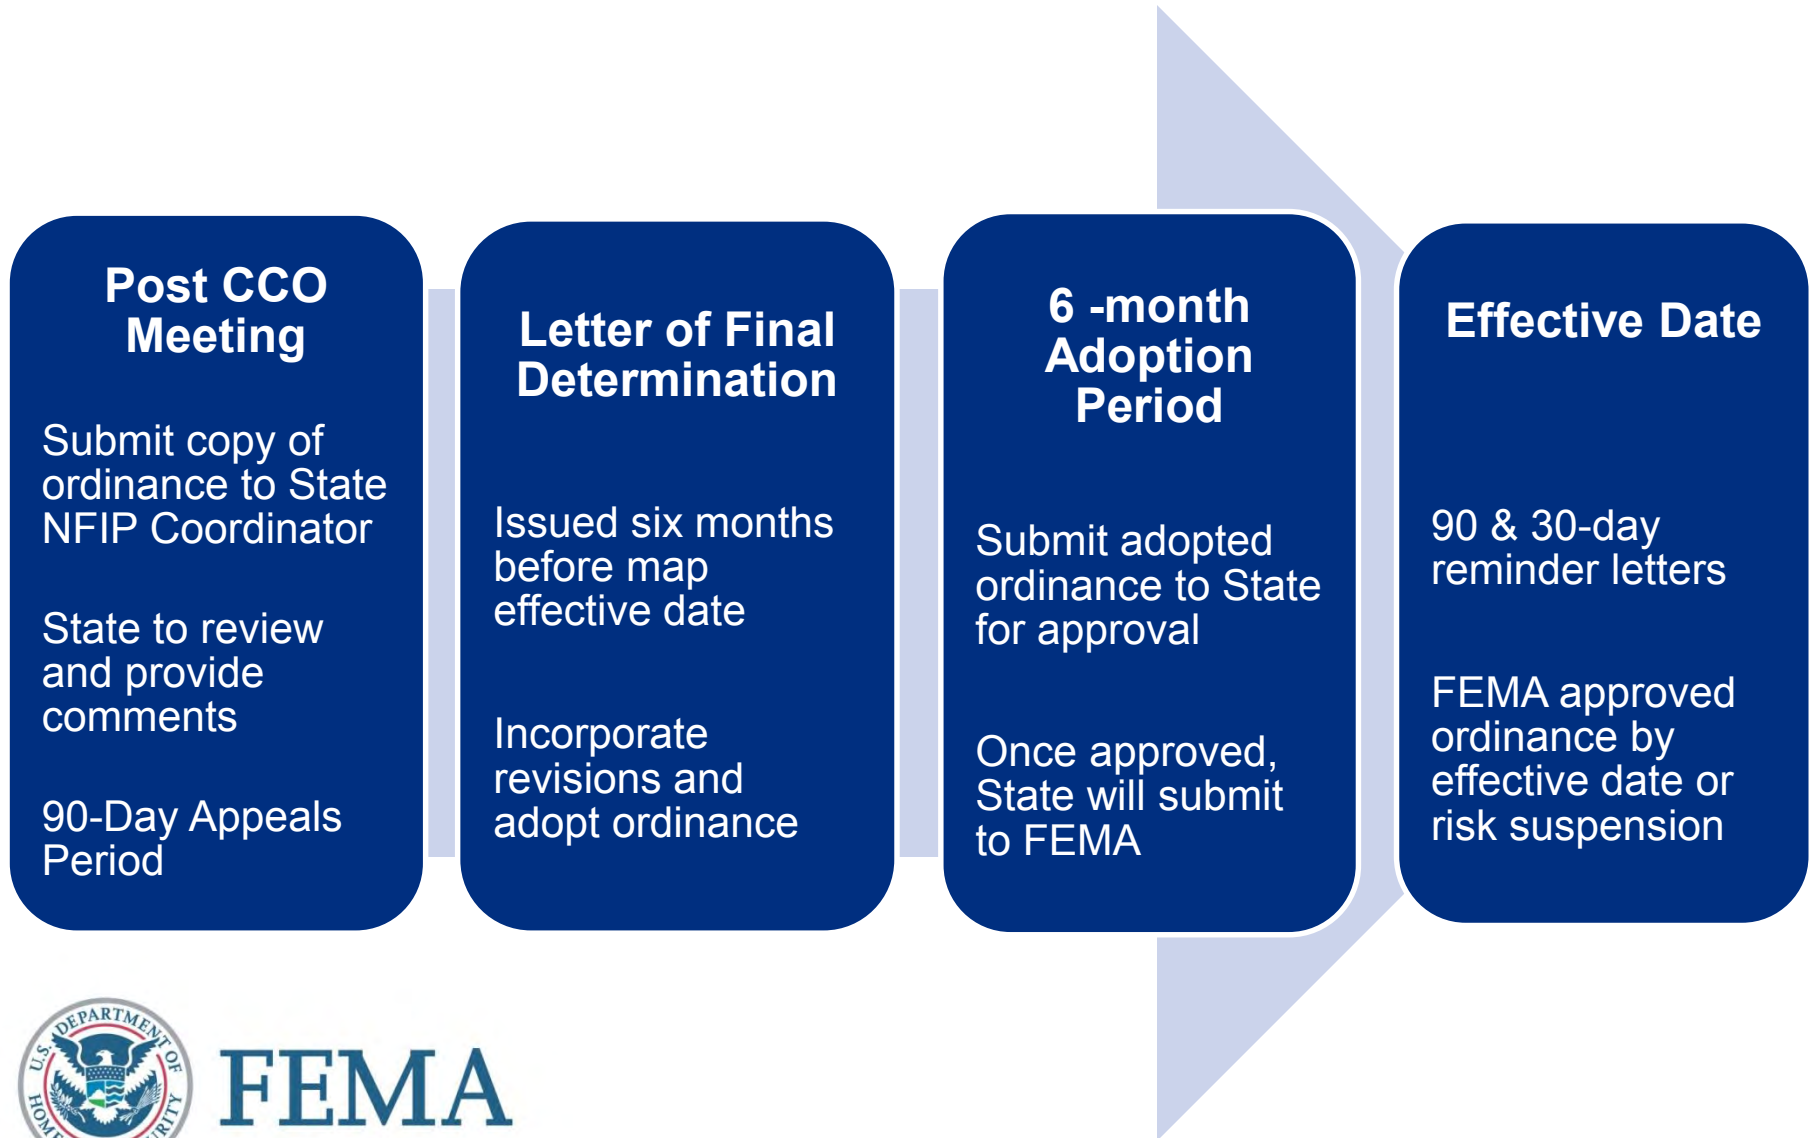 Post CCO
Meeting
Submit copy of
ordinance to State
NFIP Coordinator
State to review
and provide
comments
90-Day Appeals
Period
Letter of Final
Determination
Issued six months
before map
effective date
Incorporate
revisions and
adopt ordinance
6 -month
Adoption
Period
Submit adopted
ordinance to State
for approval
Once approved,
State will submit
to FEMA
Effective Date
90 & 30-day
reminder letters
FEMA approved
ordinance by
effective date or
risk suspension
U.S. DEPARTMENT OF
FEMA